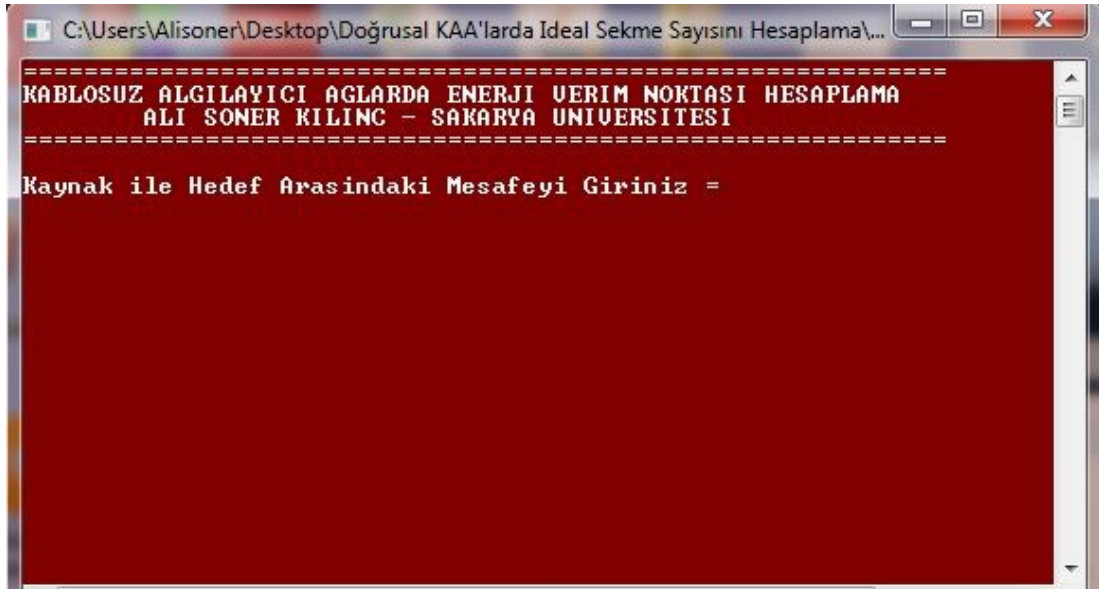 C:\Users\Alisoner\Desktop\Doğrusal KAA'larda Ideal Sekme Sayısını Hesaplama\...
=============================================================
KABLOSUZ ALGILAYICI AGLARDA ENERJI VERIM NOKTASI HESAPLAMA
ALI SONER KILINC - SAKARYA UNIVERSITESI
=============================================================
Kaynak ile Hedef Arasindaki Mesafeyi Giriniz =